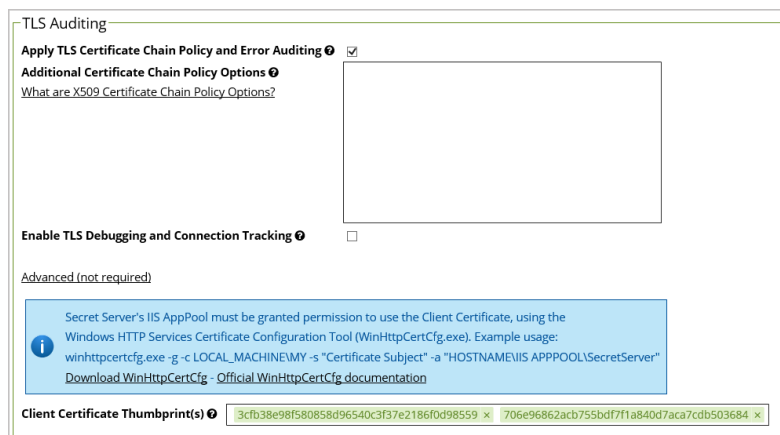 TLS Auditing
Apply TLS Certificate Chain Policy and Error Auditing
Additional Certificate Chain Policy Options
What are X509 Certificate Chain Policy Options?
Enable TLS Debugging and Connection Tracking
Advanced (not required)
Secret Server's IIS AppPool must be granted permission to use the Client Certificate, using the
Windows HTTP Services Certificate Configuration Tool (WinHttpCertCfg.exe). Example usage:
winhttpcertcfg.exe -g -c LOCAL_MACHINE\MY -s "Certificate Subject" -a "HOSTNAME\IIS APPPOOL\SecretServer"
Download WinHttpCertCfg - Official WinHttpCertCfg documentation
Client Certificate Thumbprint(s) 3cfb38e98f580858d96540c3f37e2186f0d98559 × 706e96862acb755bdf7f1a840d7aca7cdb503684 ×